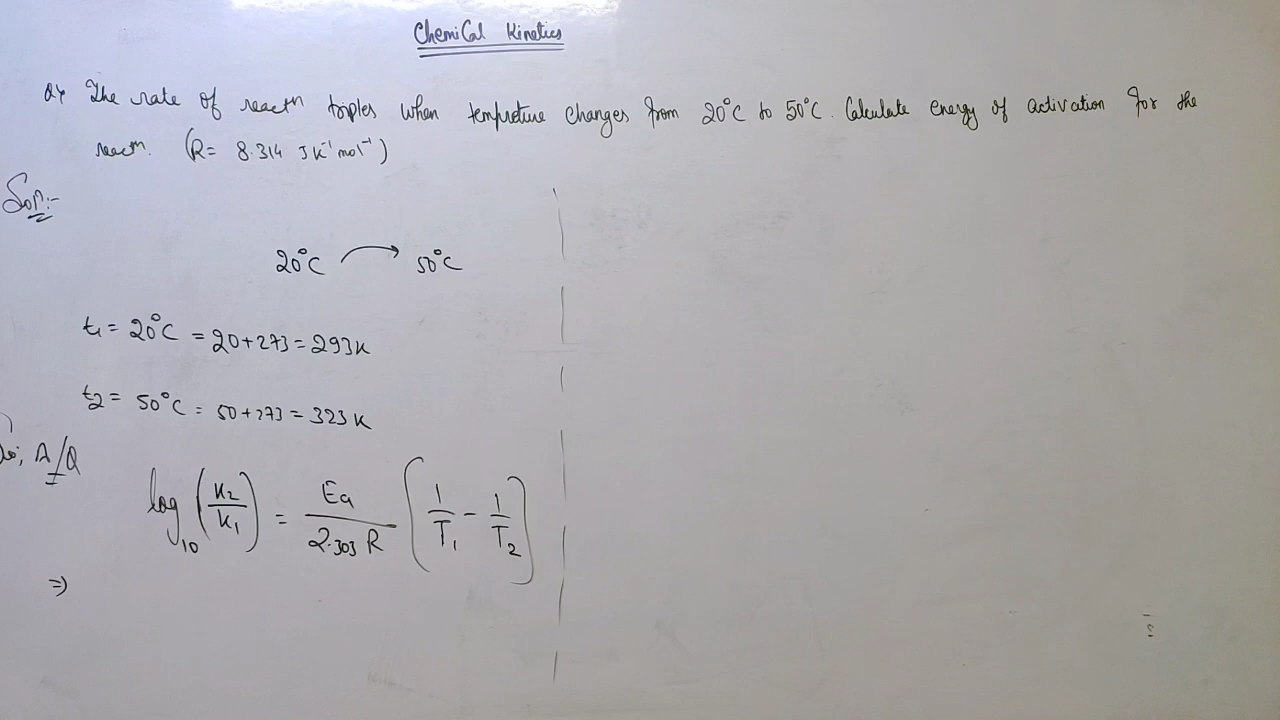 Chemical Kinetics
Q/ The rate of reactn triples when tempreture changes from 20°C to 50°C. Calculate energy of activation for the
reactn. (R= 8.314 JK⁻¹mol⁻¹)
Soln:-
20°C → 50°C
t₁ = 20°C = 20+273 = 293K
t₂ = 50°C = 50+273 = 323K
A/Q
log₁₀ (K₂/K₁) = Ea/2.303 R (1/T₁ - 1/T₂)
⇒